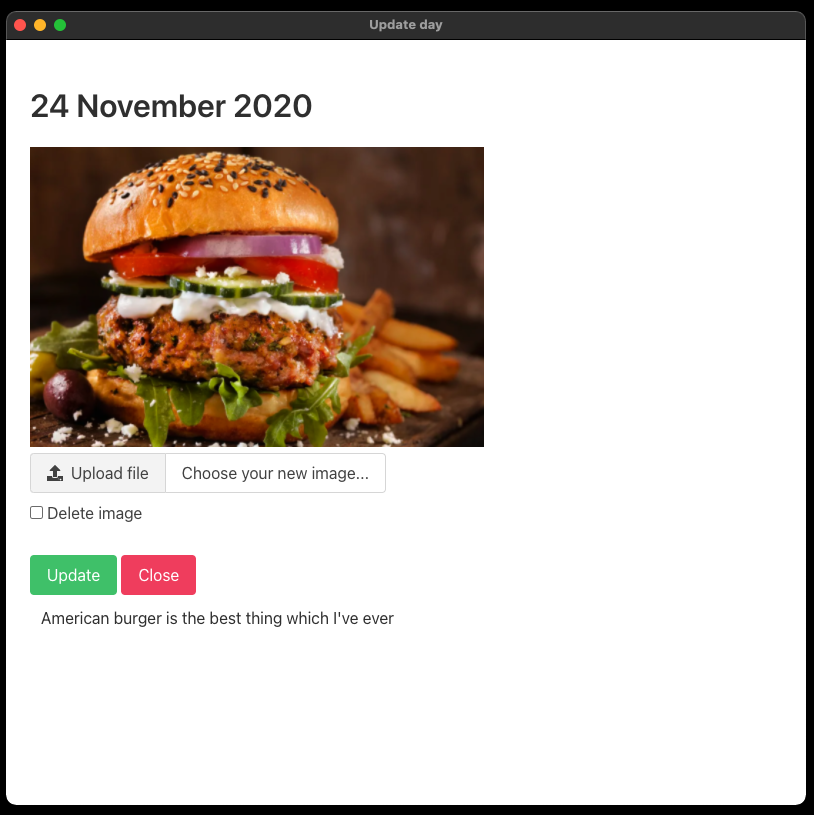 Update day
24 November 2020
Upload file Choose your new image...
Delete image
Update Close
American burger is the best thing which I've ever